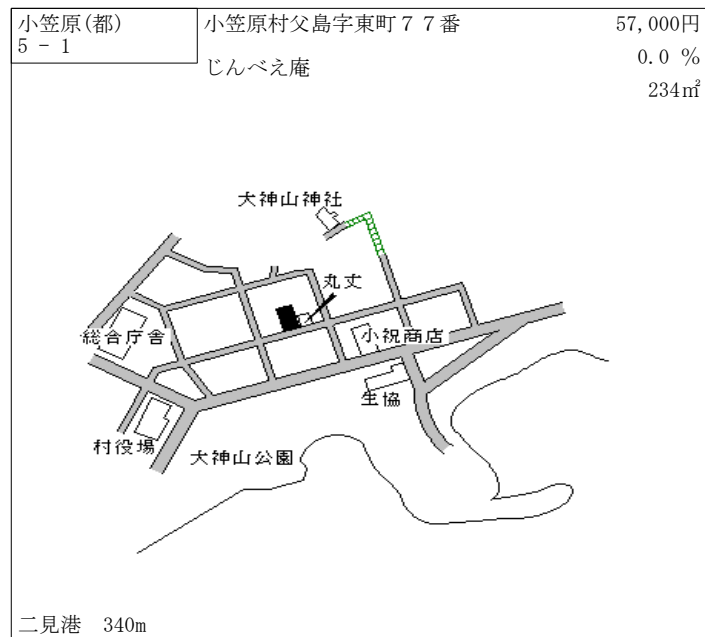 小笠原(都)
5 - 1
小笠原村父島字東町７７番
じんべえ庵
57,000円
0.0 %
234㎡
大神山神社
丸丈
総合庁舎
小祝商店
生協
村役場
大神山公園
二見港　340m